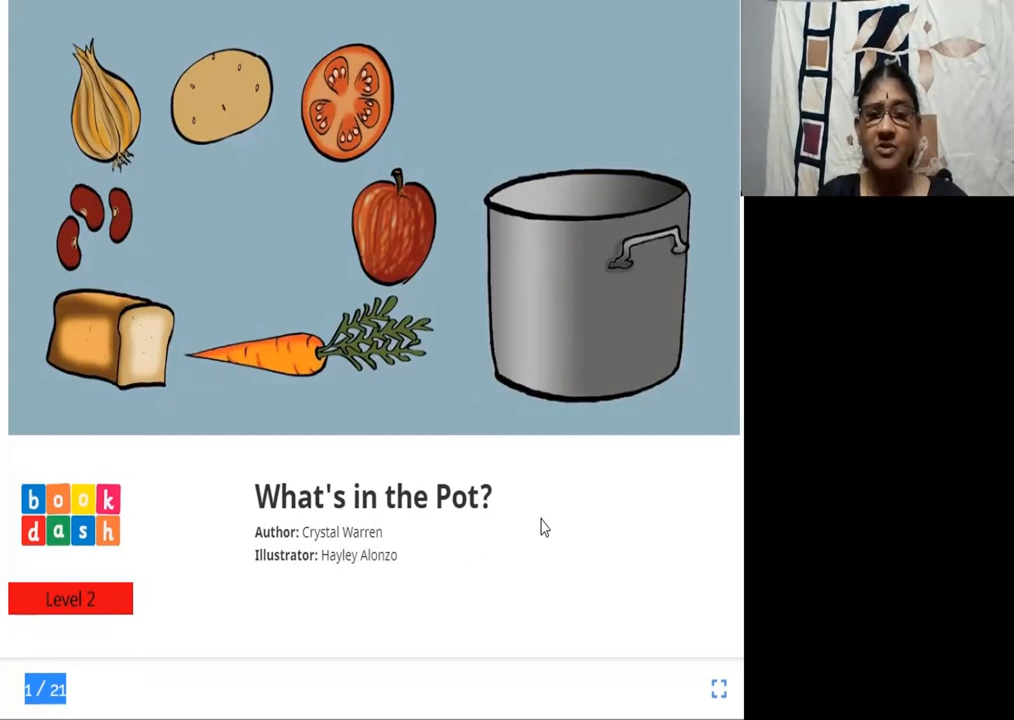 book
dash
What's in the Pot?
Author: Crystal Warren
Illustrator: Hayley Alonzo
Level 2
1 / 21